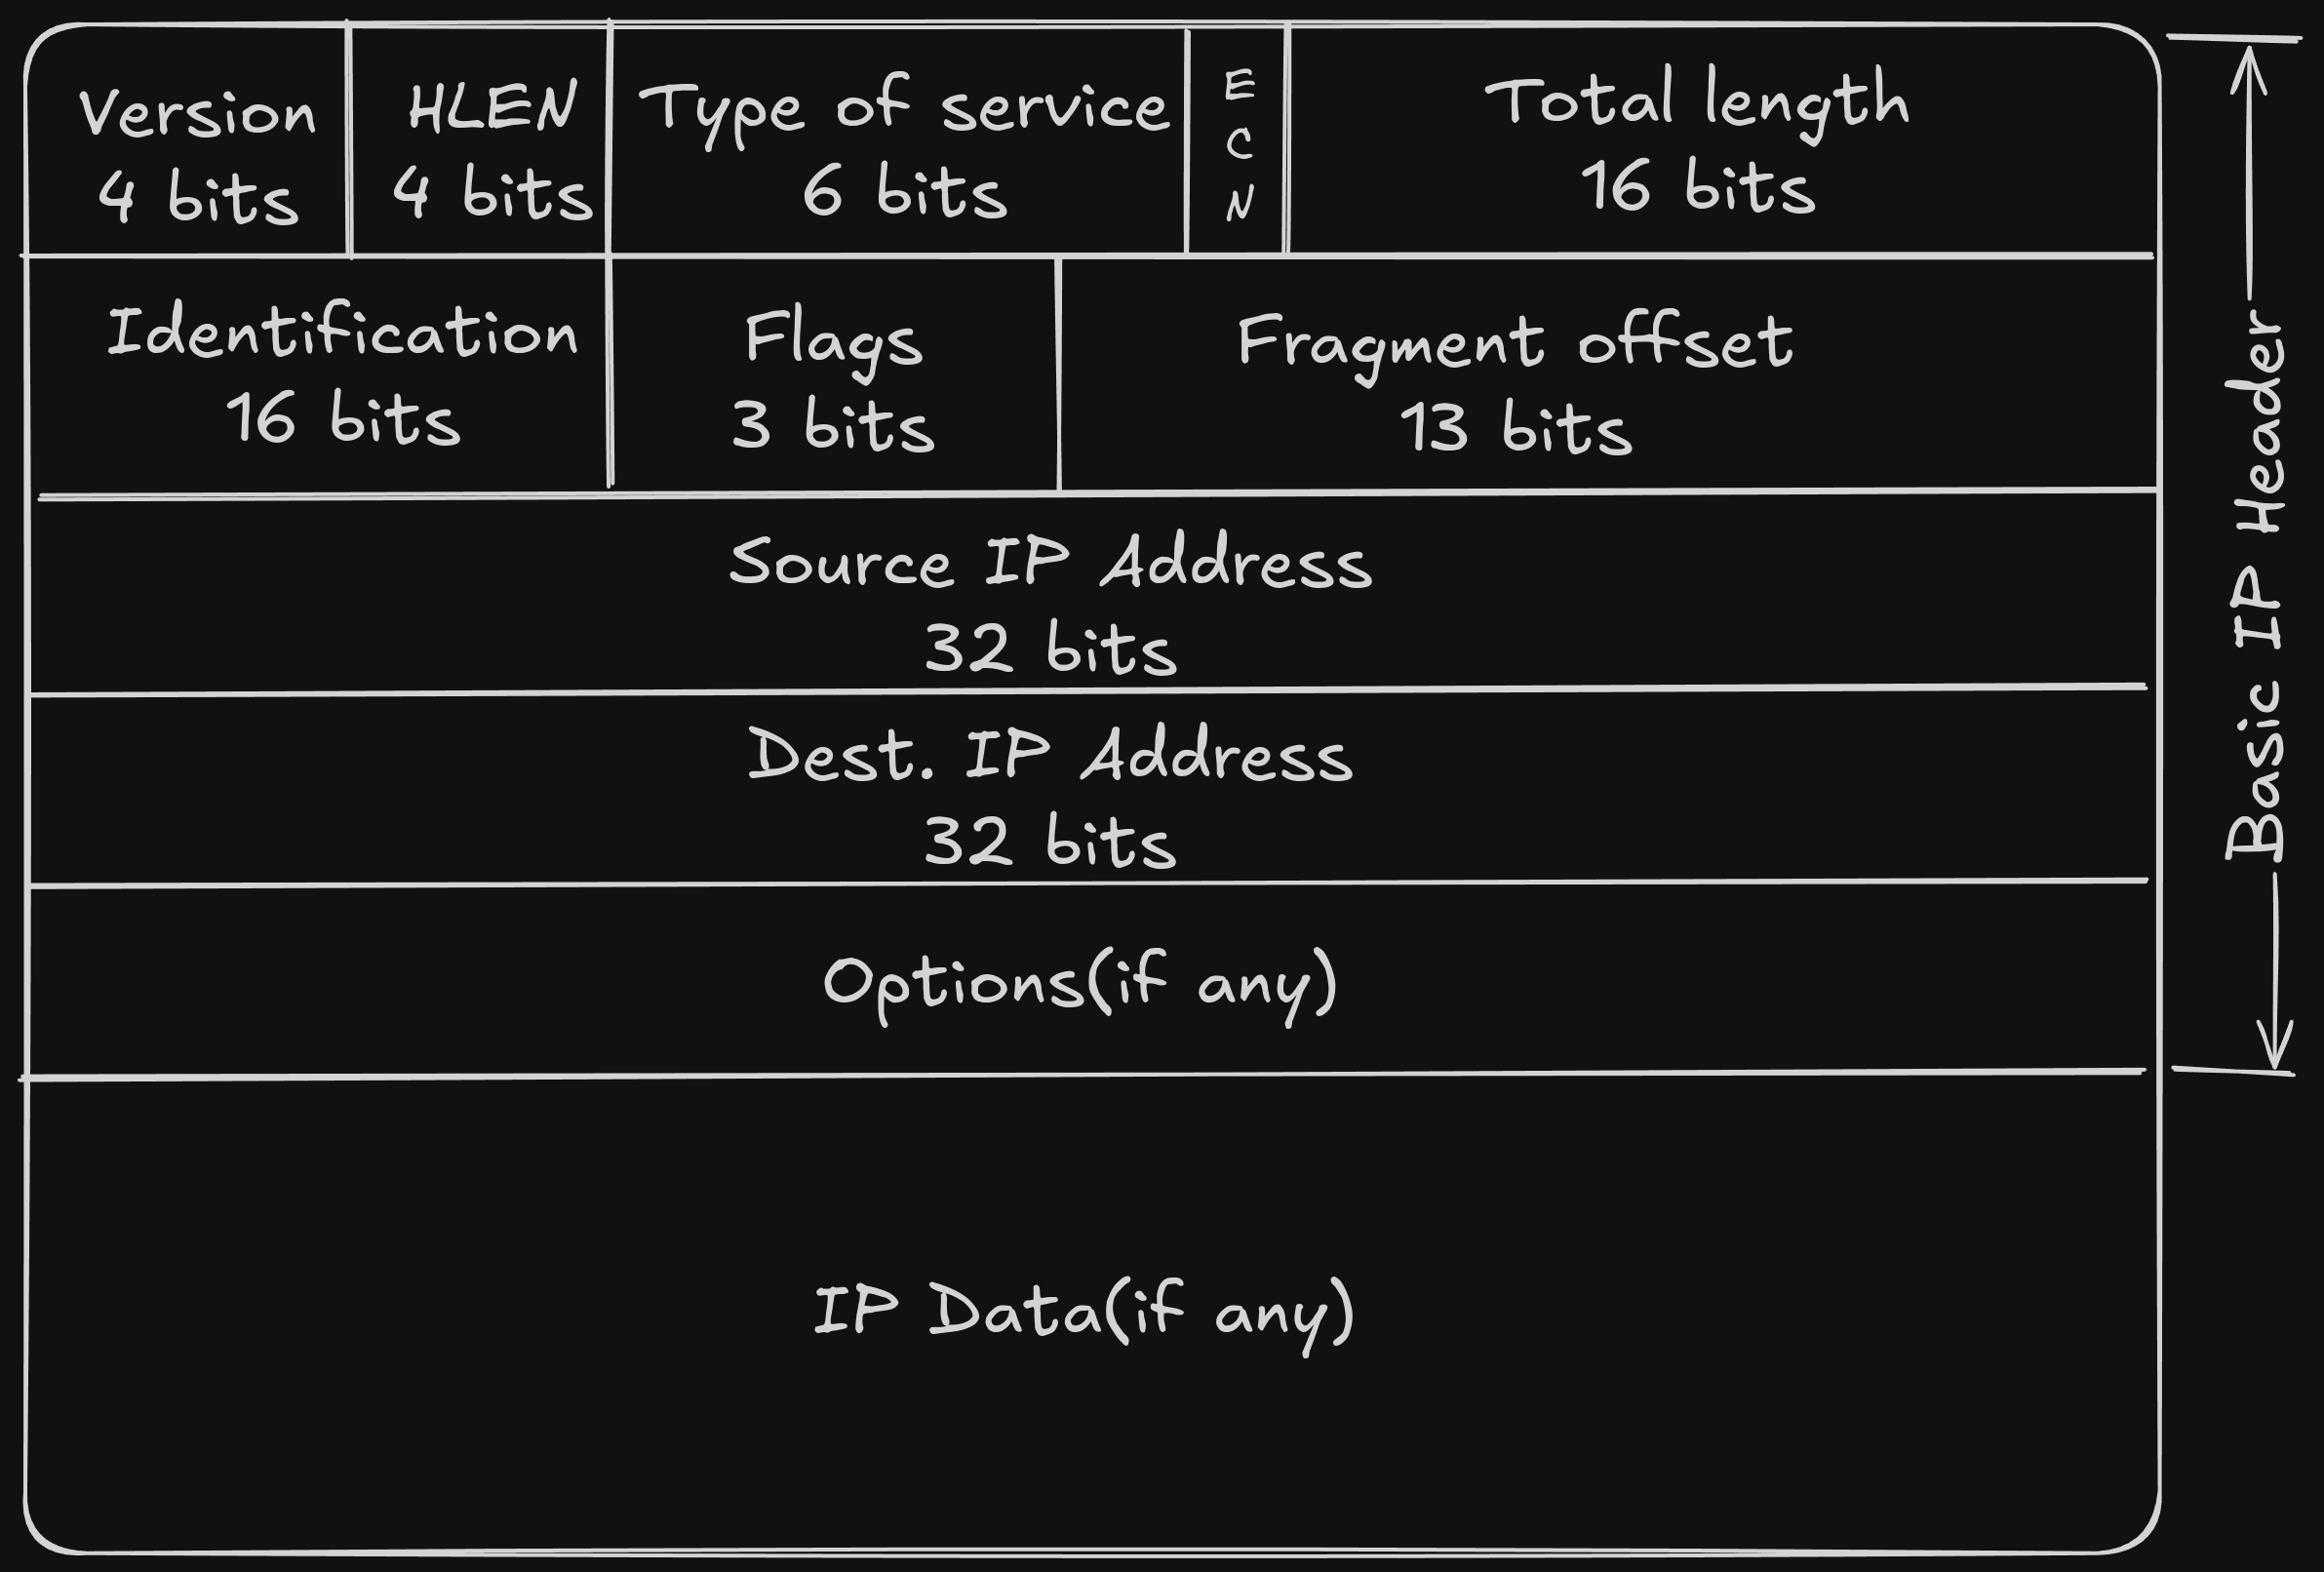 Version
4 bits
HLEN
4 bits
Type of service
6 bits
E
C
N
Total length
16 bits
Identification
16 bits
Flags
3 bits
Fragment offset
13 bits
Source IP Address
32 bits
Dest. IP Address
32 bits
Options(if any)
IP Data(if any)
Basic IP Header